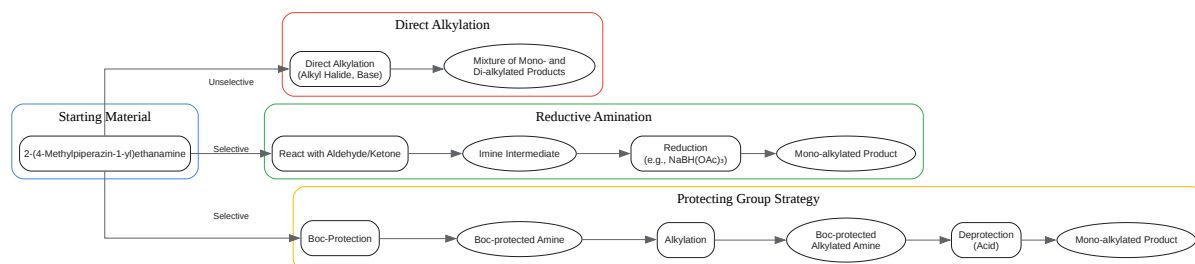 Direct Alkylation
Direct Alkylation
(Alkyl Halide, Base)
Mixture of Mono- and
Di-alkylated Products
Unselective
Starting Material
2-(4-Methylpiperazin-1-yl)ethanamine
Selective
Reductive Amination
React with Aldehyde/Ketone
Imine Intermediate
Reduction
(e.g., NaBH(OAc)₃)
Mono-alkylated Product
Selective
Protecting Group Strategy
Boc-Protection
Boc-protected Amine
Alkylation
Boc-protected
Alkylated Amine
Deprotection
(Acid)
Mono-alkylated Product